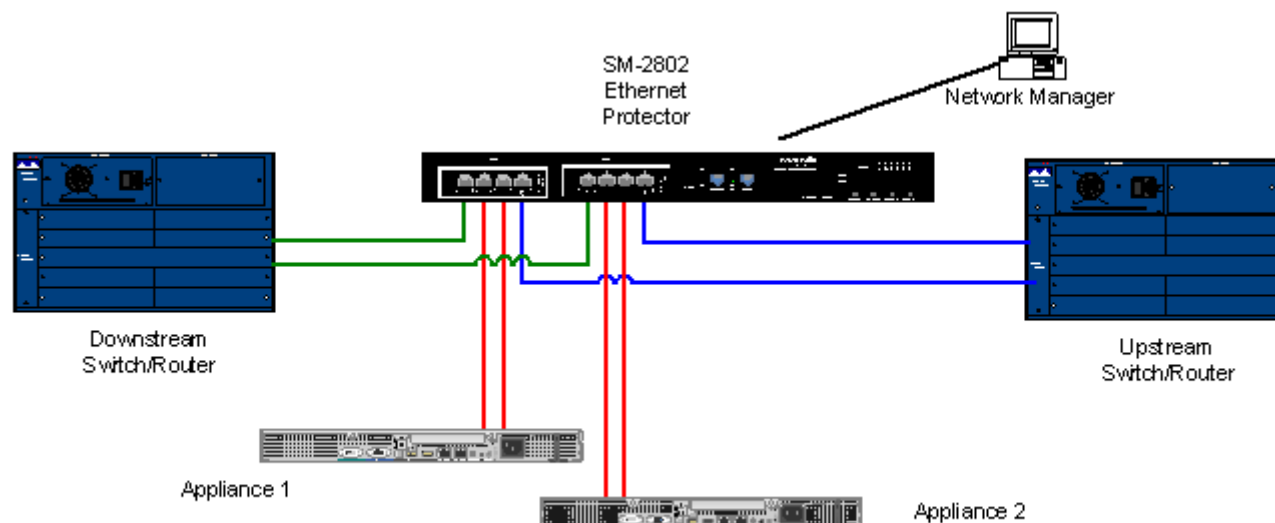 SM-2802
Ethernet
Protector
Network Manager
Downstream
Switch/Router
Upstream
Switch/Router
Appliance 1
Appliance 2